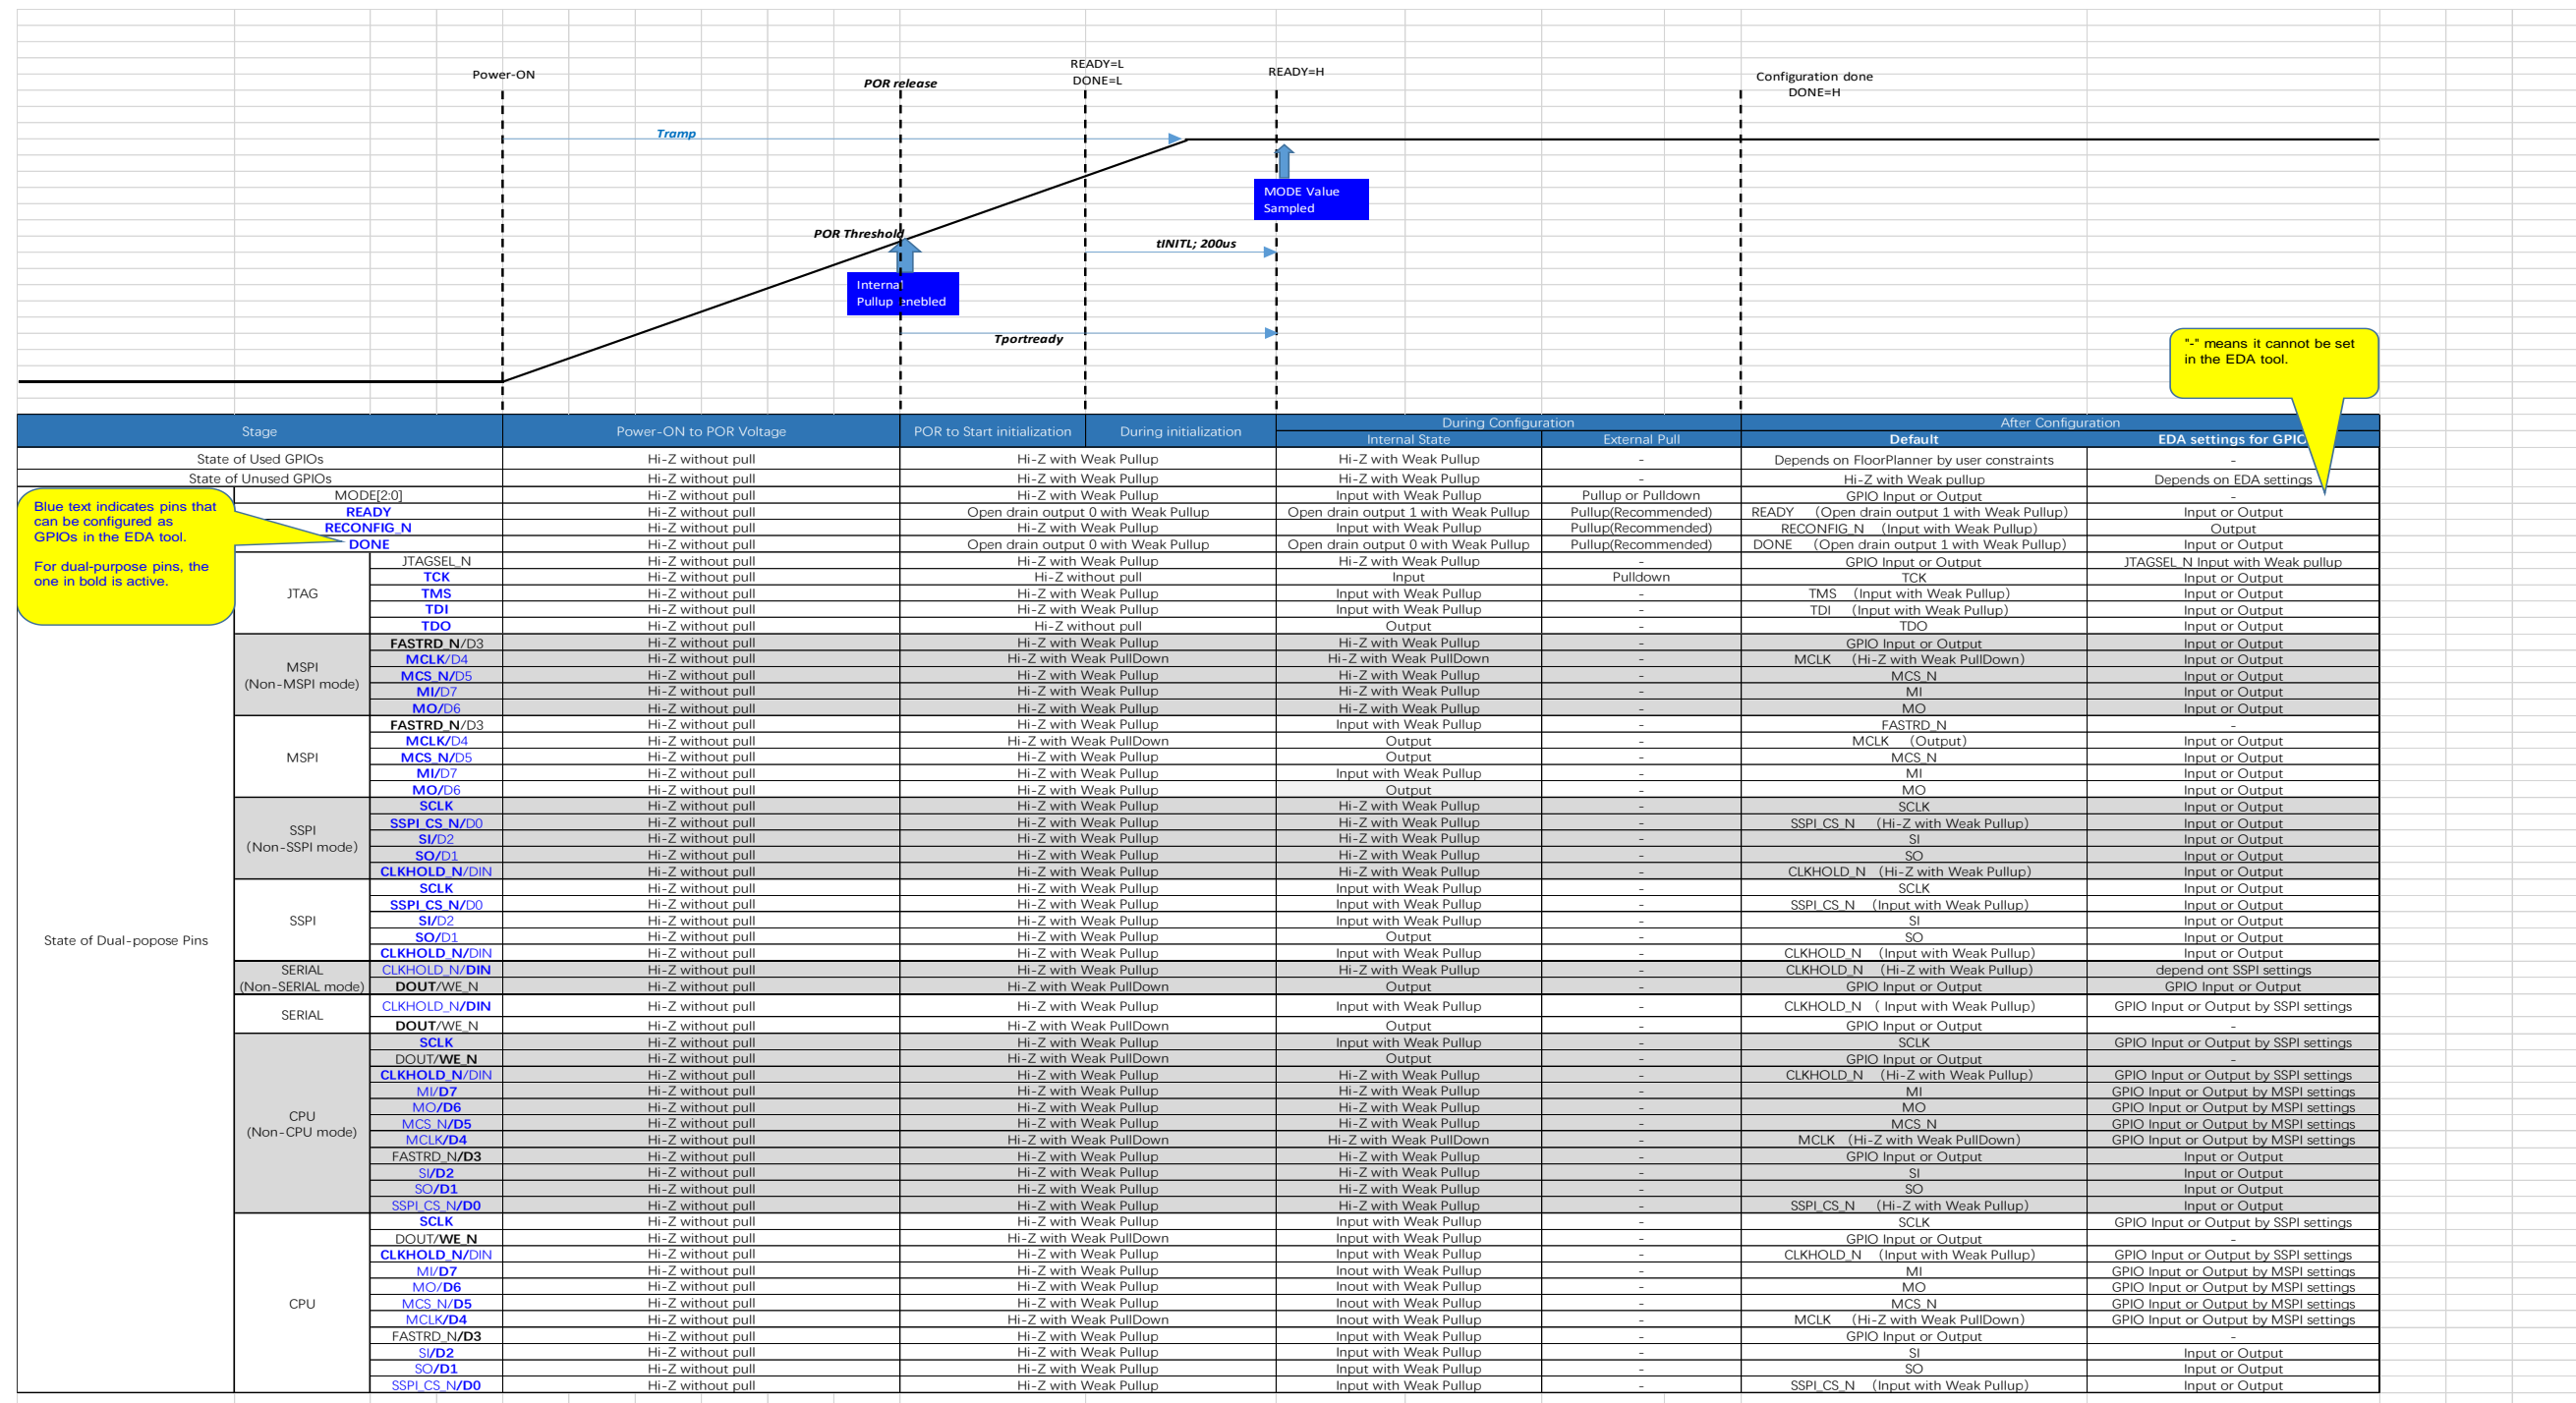 Power-ON
POR release
READY=L
DONE=L
READY=H
Configuration done
DONE=H
Tramp
MODE Value
Sampled
POR Threshold
tINITL; 200us
Internal
Pullup enebled
Tportready
"-" means it cannot be set
in the EDA tool.
Stage Power-ON to POR Voltage POR to Start initialization During initialization During Configuration After Configuration
Internal State External Pull Default EDA settings for GPIO
State of Used GPIOs Hi-Z without pull Hi-Z with Weak Pullup Hi-Z with Weak Pullup - Depends on FloorPlanner by user constraints -
State of Unused GPIOs Hi-Z without pull Hi-Z with Weak Pullup Hi-Z with Weak Pullup - Hi-Z with Weak pullup Depends on EDA settings
Blue text indicates pins that
can be configured as
GPIOs in the EDA tool.
For dual-purpose pins, the
one in bold is active.
State of Dual-popose Pins
MODE[2:0] Hi-Z without pull Hi-Z with Weak Pullup Input with Weak Pullup Pullup or Pulldown GPIO Input or Output -
READY Hi-Z without pull Open drain output 0 with Weak Pullup Open drain output 1 with Weak Pullup Pullup(Recommended) READY (Open drain output 1 with Weak Pullup) Input or Output
RECONFIG_N Hi-Z without pull Hi-Z with Weak Pullup Input with Weak Pullup Pullup(Recommended) RECONFIG_N (Input with Weak Pullup) Output
DONE Hi-Z without pull Open drain output 0 with Weak Pullup Open drain output 0 with Weak Pullup Pullup(Recommended) DONE (Open drain output 1 with Weak Pullup) Input or Output
JTAG
JTAGSEL_N Hi-Z without pull Hi-Z with Weak Pullup Hi-Z with Weak Pullup - GPIO Input or Output JTAGSEL_N Input with Weak pullup
TCK Hi-Z without pull Hi-Z without pull Input Pulldown TCK Input or Output
TMS Hi-Z without pull Hi-Z with Weak Pullup Input with Weak Pullup - TMS (Input with Weak Pullup) Input or Output
TDI Hi-Z without pull Hi-Z with Weak Pullup Input with Weak Pullup - TDI (Input with Weak Pullup) Input or Output
TDO Hi-Z without pull Hi-Z without pull Output - TDO Input or Output
MSPI
(Non-MSPI mode)
FASTRD_N/D3 Hi-Z without pull Hi-Z with Weak Pullup Hi-Z with Weak Pullup - GPIO Input or Output Input or Output
MCLK/D4 Hi-Z without pull Hi-Z with Weak PullDown Hi-Z with Weak PullDown - MCLK (Hi-Z with Weak PullDown) Input or Output
MCS_N/D5 Hi-Z without pull Hi-Z with Weak Pullup Hi-Z with Weak Pullup - MCS_N Input or Output
MI/D7 Hi-Z without pull Hi-Z with Weak Pullup Hi-Z with Weak Pullup - MI Input or Output
MO/D6 Hi-Z without pull Hi-Z with Weak Pullup Hi-Z with Weak Pullup - MO Input or Output
MSPI
FASTRD_N/D3 Hi-Z without pull Hi-Z with Weak Pullup Input with Weak Pullup - FASTRD_N -
MCLK/D4 Hi-Z without pull Hi-Z with Weak PullDown Output - MCLK (Output) Input or Output
MCS_N/D5 Hi-Z without pull Hi-Z with Weak Pullup Output - MCS_N Input or Output
MI/D7 Hi-Z without pull Hi-Z with Weak Pullup Input with Weak Pullup - MI Input or Output
MO/D6 Hi-Z without pull Hi-Z with Weak Pullup Output - MO Input or Output
SSPI
(Non-SSPI mode)
SCLK Hi-Z without pull Hi-Z with Weak Pullup Hi-Z with Weak Pullup - SCLK Input or Output
SSPI_CS_N/D0 Hi-Z without pull Hi-Z with Weak Pullup Hi-Z with Weak Pullup - SSPI_CS_N (Hi-Z with Weak Pullup) Input or Output
SI/D2 Hi-Z without pull Hi-Z with Weak Pullup Hi-Z with Weak Pullup - SI Input or Output
SO/D1 Hi-Z without pull Hi-Z with Weak Pullup Hi-Z with Weak Pullup - SO Input or Output
CLKHOLD_N/DIN Hi-Z without pull Hi-Z with Weak Pullup Hi-Z with Weak Pullup - CLKHOLD_N (Hi-Z with Weak Pullup) Input or Output
SSPI
SCLK Hi-Z without pull Hi-Z with Weak Pullup Input with Weak Pullup - SCLK Input or Output
SSPI_CS_N/D0 Hi-Z without pull Hi-Z with Weak Pullup Input with Weak Pullup - SSPI_CS_N (Input with Weak Pullup) Input or Output
SI/D2 Hi-Z without pull Hi-Z with Weak Pullup Input with Weak Pullup - SI Input or Output
SO/D1 Hi-Z without pull Hi-Z with Weak Pullup Output - SO Input or Output
CLKHOLD_N/DIN Hi-Z without pull Hi-Z with Weak Pullup Input with Weak Pullup - CLKHOLD_N (Input with Weak Pullup) Input or Output
SERIAL
(Non-SERIAL mode)
CLKHOLD_N/DIN Hi-Z without pull Hi-Z with Weak Pullup Hi-Z with Weak Pullup - CLKHOLD_N (Hi-Z with Weak Pullup) depend ont SSPI settings
DOUT/WE_N Hi-Z without pull Hi-Z with Weak PullDown Output - GPIO Input or Output GPIO Input or Output
SERIAL
CLKHOLD_N/DIN Hi-Z without pull Hi-Z with Weak Pullup Input with Weak Pullup - CLKHOLD_N ( Input with Weak Pullup) GPIO Input or Output by SSPI settings
DOUT/WE_N Hi-Z without pull Hi-Z with Weak PullDown Output - GPIO Input or Output -
CPU
(Non-CPU mode)
SCLK Hi-Z without pull Hi-Z with Weak Pullup Input with Weak Pullup - SCLK GPIO Input or Output by SSPI settings
DOUT/WE_N Hi-Z without pull Hi-Z with Weak PullDown Output - GPIO Input or Output -
CLKHOLD_N/DIN Hi-Z without pull Hi-Z with Weak Pullup Hi-Z with Weak Pullup - CLKHOLD_N (Hi-Z with Weak Pullup) GPIO Input or Output by SSPI settings
MI/D7 Hi-Z without pull Hi-Z with Weak Pullup Hi-Z with Weak Pullup - MI GPIO Input or Output by MSPI settings
MO/D6 Hi-Z without pull Hi-Z with Weak Pullup Hi-Z with Weak Pullup - MO GPIO Input or Output by MSPI settings
MCS_N/D5 Hi-Z without pull Hi-Z with Weak Pullup Hi-Z with Weak Pullup - MCS_N GPIO Input or Output by MSPI settings
MCLK/D4 Hi-Z without pull Hi-Z with Weak PullDown Hi-Z with Weak PullDown - MCLK (Hi-Z with Weak PullDown) GPIO Input or Output by MSPI settings
FASTRD_N/D3 Hi-Z without pull Hi-Z with Weak Pullup Hi-Z with Weak Pullup - GPIO Input or Output Input or Output
SI/D2 Hi-Z without pull Hi-Z with Weak Pullup Hi-Z with Weak Pullup - SI Input or Output
SO/D1 Hi-Z without pull Hi-Z with Weak Pullup Hi-Z with Weak Pullup - SO Input or Output
SSPI_CS_N/D0 Hi-Z without pull Hi-Z with Weak Pullup Hi-Z with Weak Pullup - SSPI_CS_N (Hi-Z with Weak Pullup) Input or Output
CPU
SCLK Hi-Z without pull Hi-Z with Weak Pullup Input with Weak Pullup - SCLK GPIO Input or Output by SSPI settings
DOUT/WE_N Hi-Z without pull Hi-Z with Weak PullDown Input with Weak Pullup - GPIO Input or Output -
CLKHOLD_N/DIN Hi-Z without pull Hi-Z with Weak Pullup Input with Weak Pullup - CLKHOLD_N (Input with Weak Pullup) GPIO Input or Output by SSPI settings
MI/D7 Hi-Z without pull Hi-Z with Weak Pullup Inout with Weak Pullup - MI GPIO Input or Output by MSPI settings
MO/D6 Hi-Z without pull Hi-Z with Weak Pullup Inout with Weak Pullup - MO GPIO Input or Output by MSPI settings
MCS_N/D5 Hi-Z without pull Hi-Z with Weak Pullup Inout with Weak Pullup - MCS_N GPIO Input or Output by MSPI settings
MCLK/D4 Hi-Z without pull Hi-Z with Weak PullDown Inout with Weak Pullup - MCLK (Hi-Z with Weak PullDown) GPIO Input or Output by MSPI settings
FASTRD_N/D3 Hi-Z without pull Hi-Z with Weak Pullup Input with Weak Pullup - GPIO Input or Output -
SI/D2 Hi-Z without pull Hi-Z with Weak Pullup Input with Weak Pullup - SI Input or Output
SO/D1 Hi-Z without pull Hi-Z with Weak Pullup Input with Weak Pullup - SO Input or Output
SSPI_CS_N/D0 Hi-Z without pull Hi-Z with Weak Pullup Input with Weak Pullup - SSPI_CS_N (Input with Weak Pullup) Input or Output